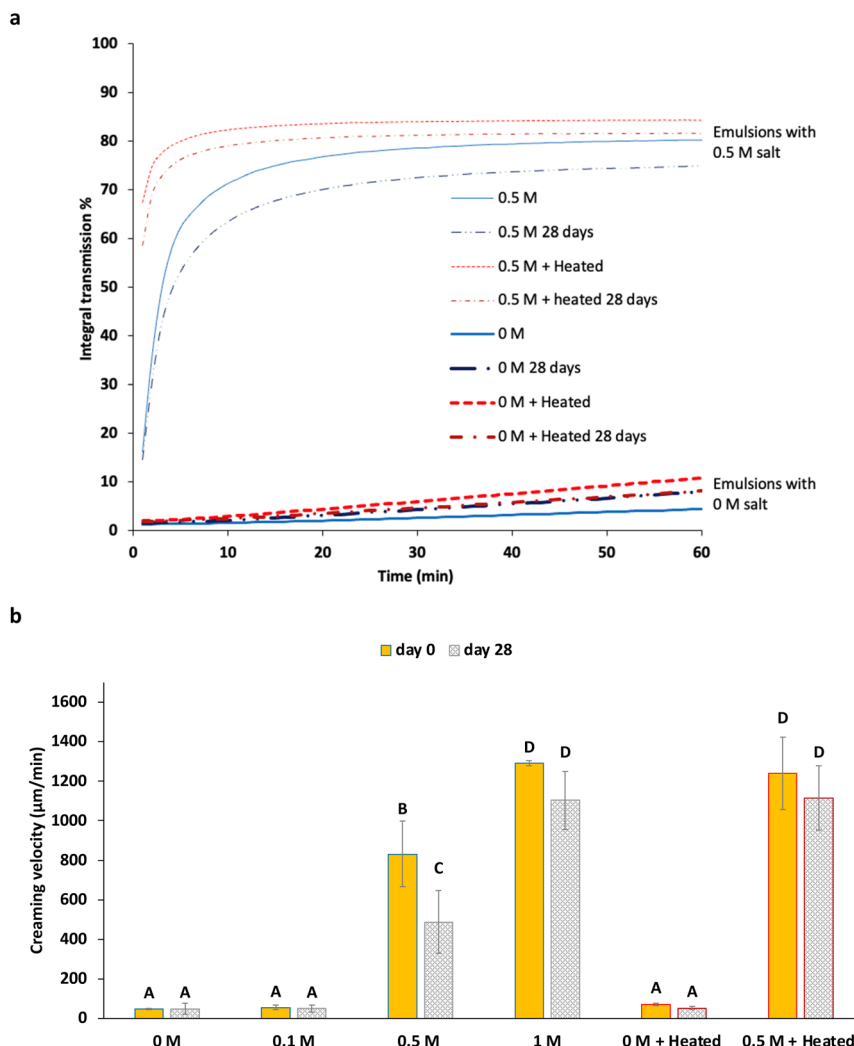 a
100
90
80
70
60
50
40
30
20
10
0
Integral transmission %
Emulsions with
0.5 M salt
0.5 M
0.5 M 28 days
0.5 M + Heated
0.5 M + heated 28 days
0 M
0 M 28 days
0 M + Heated
0 M + Heated 28 days
Emulsions with
0 M salt
0 10 20 30 40 50 60
Time (min)
b
day 0 day 28
1600
1400
1200
1000
800
600
400
200
0
Creaming velocity (μm/min)
A A A A B C D D A A D D
0 M 0.1 M 0.5 M 1 M 0 M + Heated 0.5 M + Heated